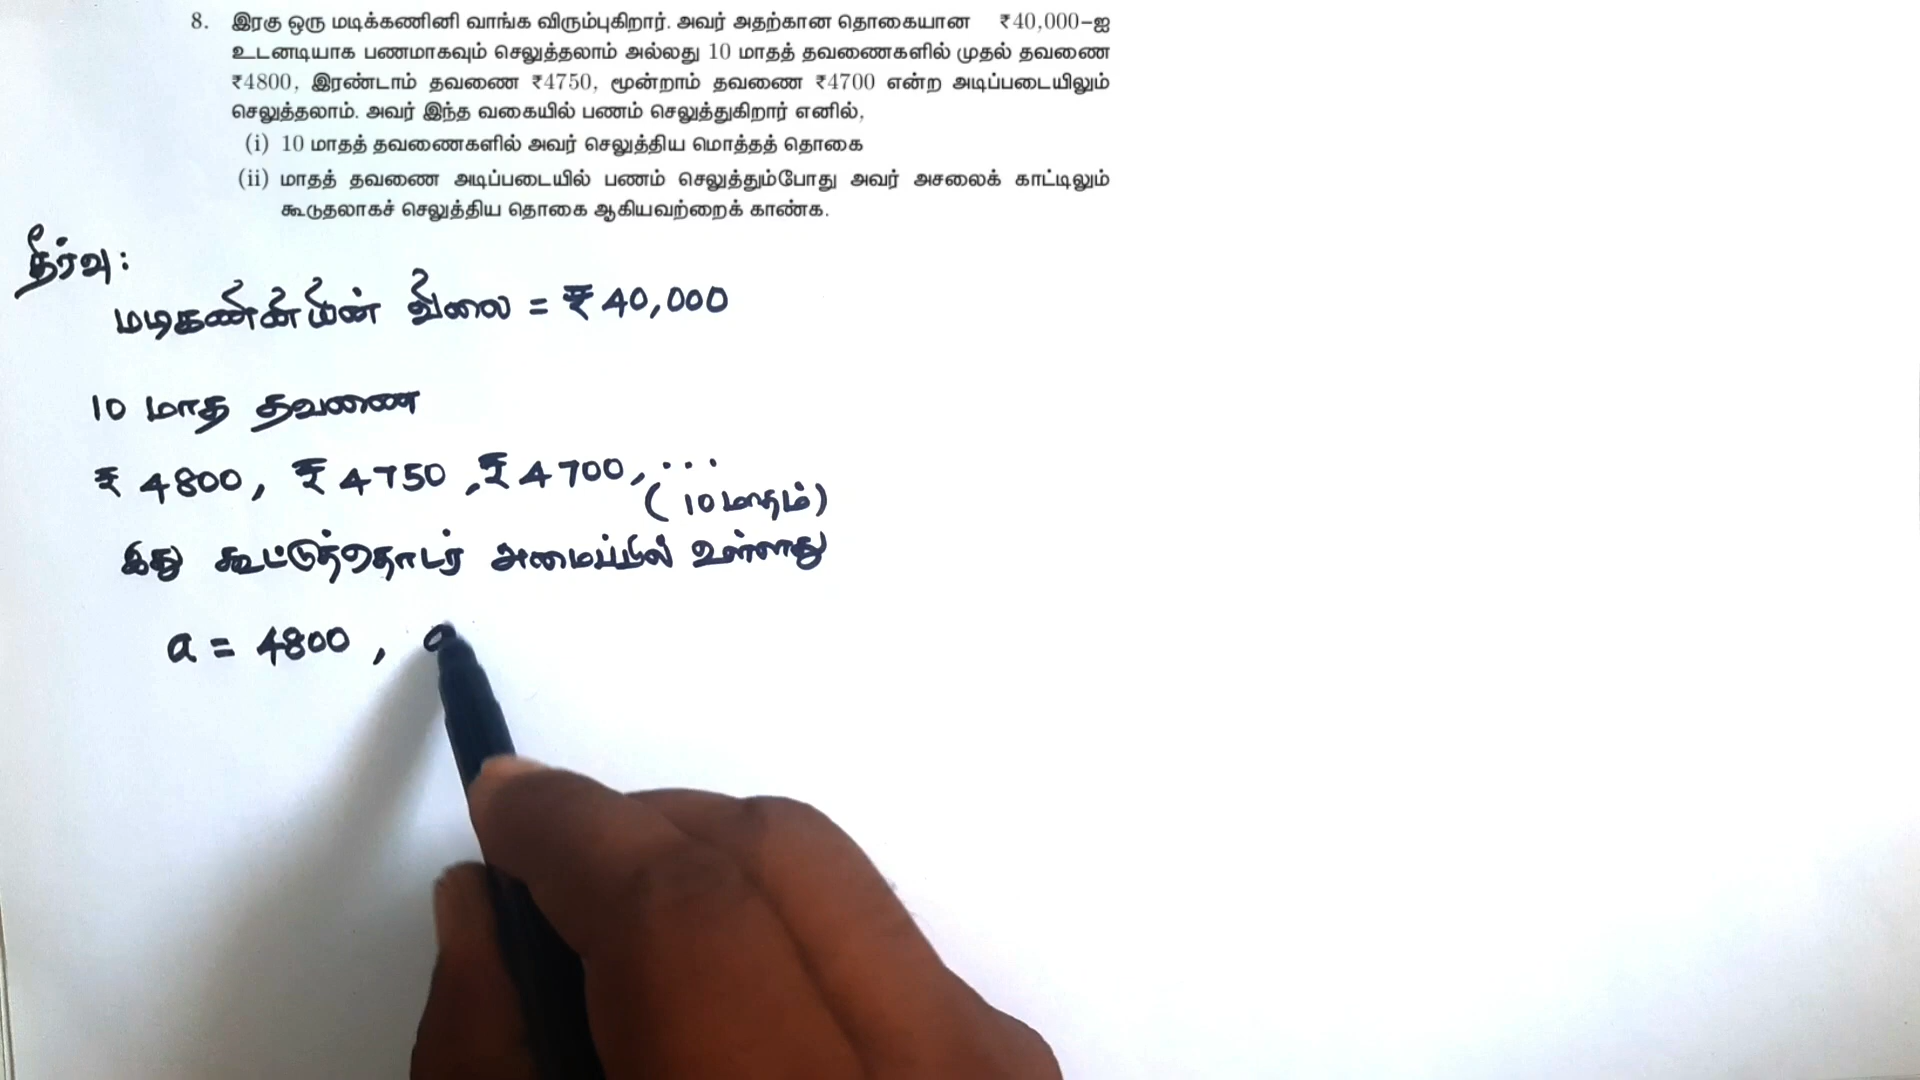 8. இரகு ஒரு மடிக்கணினி வாங்க விரும்புகிறார். அவர் அதற்கான தொகையான ₹40,000–ஐ
உடனடியாக பணமாகவும் செலுத்தலாம் அல்லது 10 மாதத் தவணைகளில் முதல் தவணை
₹4800, இரண்டாம் தவணை ₹4750, மூன்றாம் தவணை ₹4700 என்ற அடிப்படையிலும்
செலுத்தலாம். அவர் இந்த வகையில் பணம் செலுத்துகிறார் எனில்,
(i) 10 மாதத் தவணைகளில் அவர் செலுத்திய மொத்தத் தொகை
(ii) மாதத் தவணை அடிப்படையில் பணம் செலுத்தும்போது அவர் அசலைக் காட்டிலும்
கூடுதலாகச் செலுத்திய தொகை ஆகியவற்றைக் காண்க.
தீர்வு:
மடிகணினியின் விலை = ₹ 40,000
10 மாத தவணை
₹ 4800, ₹ 4750, ₹ 4700, ...
(10 மாதம்)
இது கூட்டுத்தொடர் அமைப்பில் உள்ளது
a = 4800 ,